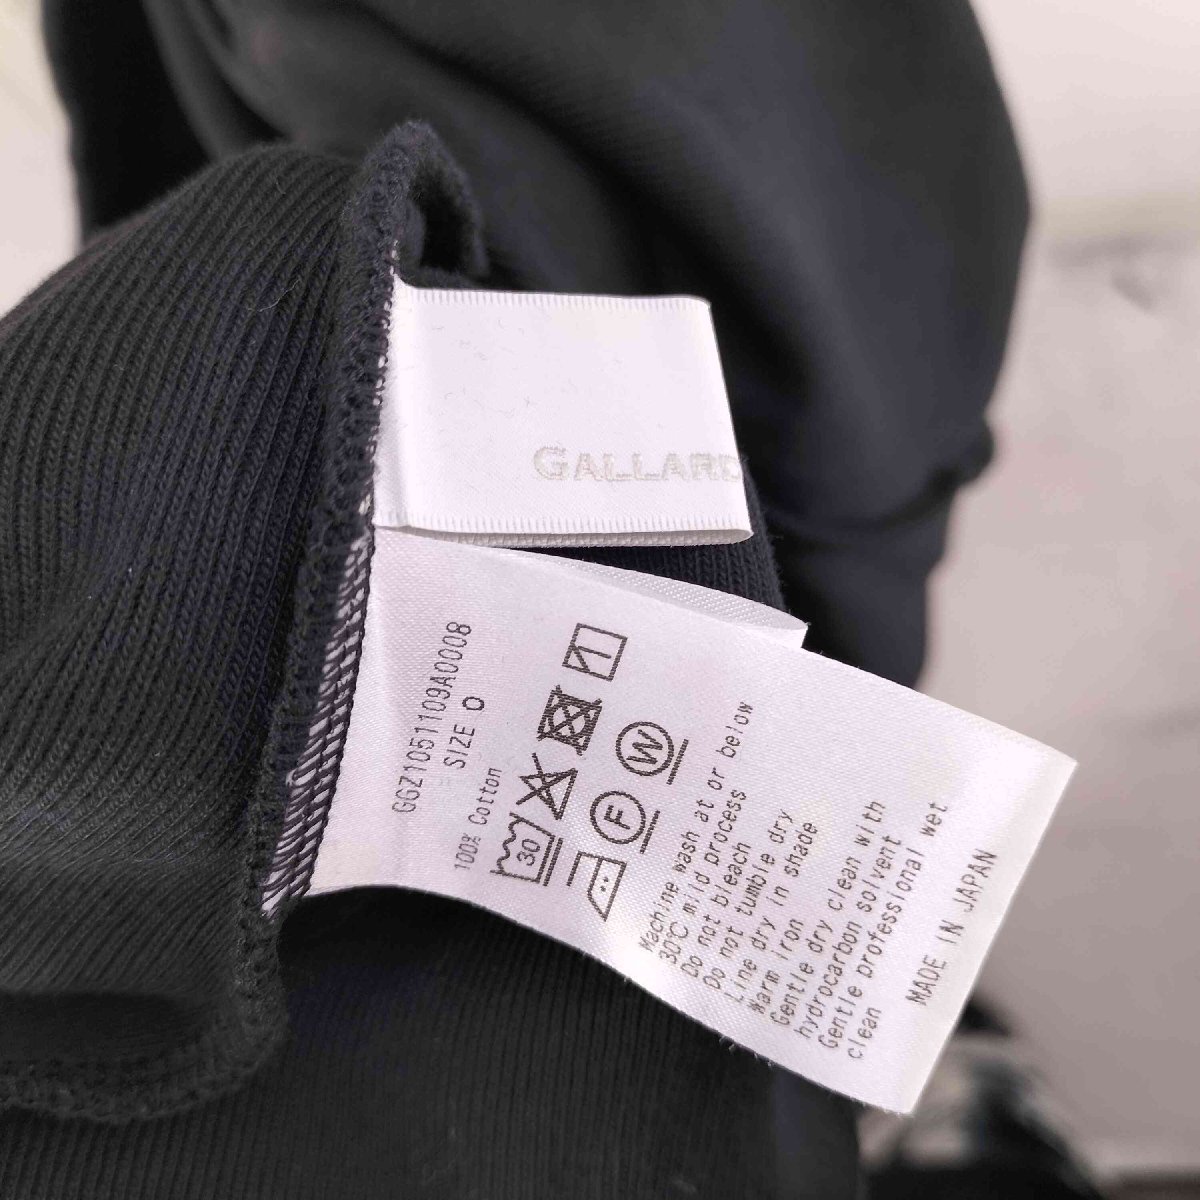 GALLARD
GGZ1051109A0008
SIZE 0
100% Cotton
30
F
W
Machine wash at or below
30℃ mild process
Do not bleach
Do not tumble dry
Line dry in shade
Warm iron
Gentle dry clean with
hydrocarbon solvent
Gentle professional wet
clean
MADE IN JAPAN